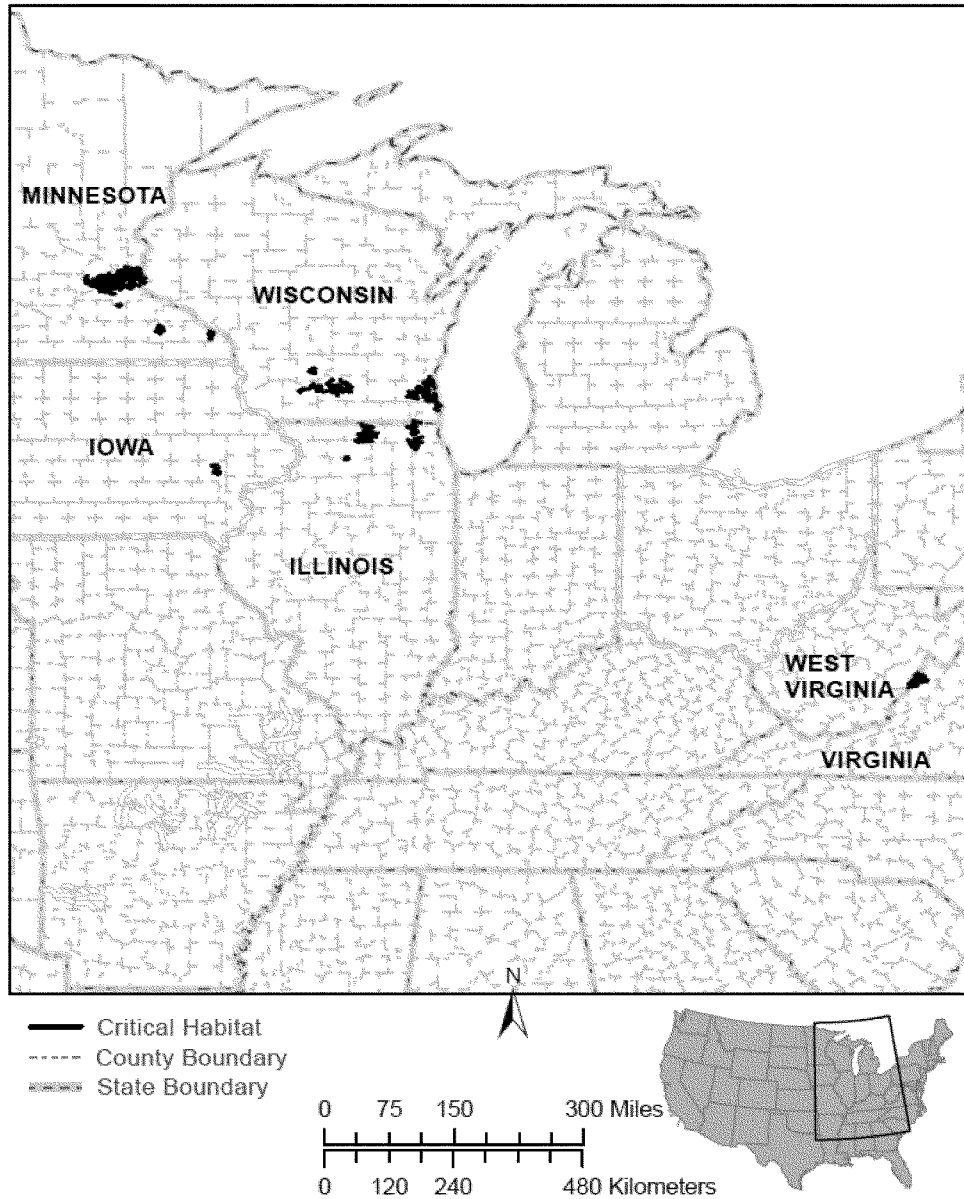 MINNESOTA
WISCONSIN
IOWA
ILLINOIS
WEST
VIRGINIA
VIRGINIA
N
Critical Habitat
County Boundary
State Boundary
0 75 150 300 Miles
0 120 240 480 Kilometers